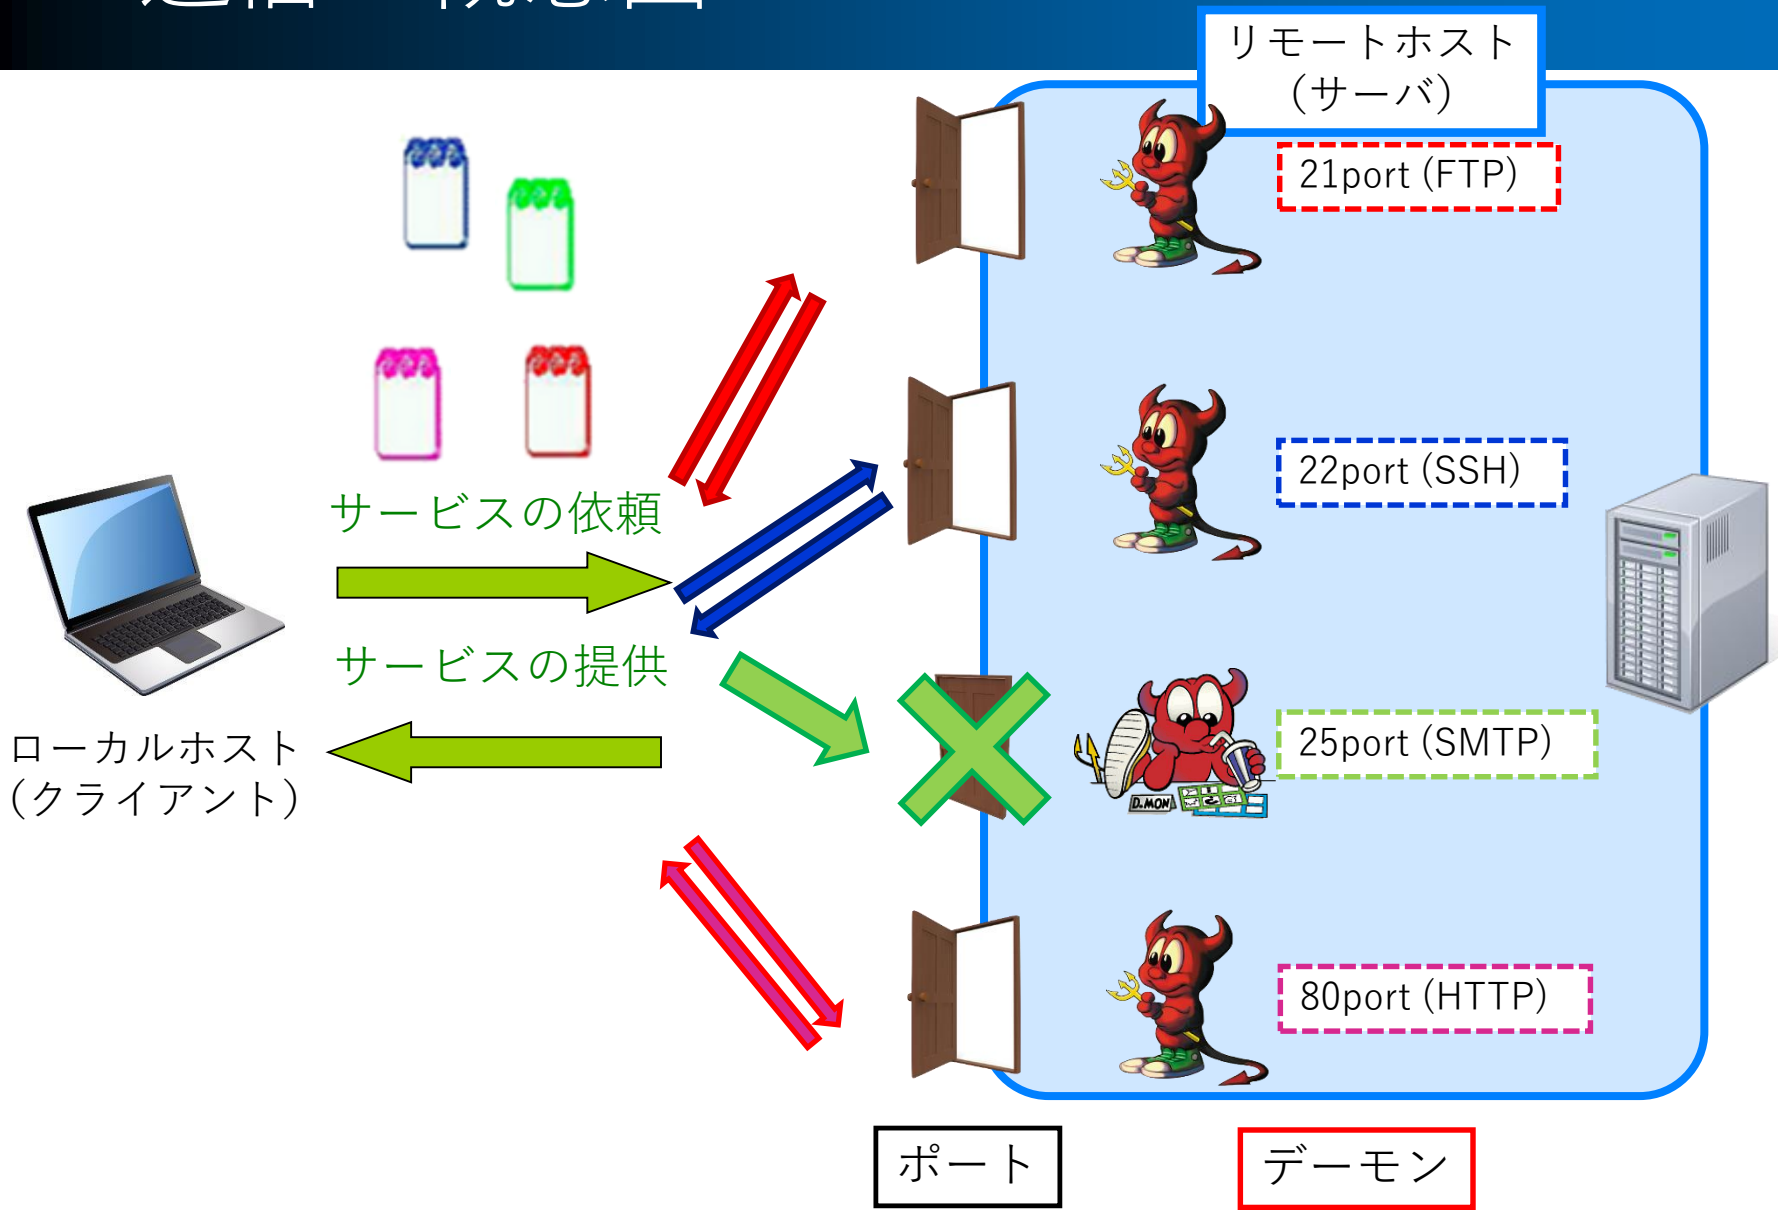 リモートホスト
（サーバ）
21port (FTP)
22port (SSH)
サービスの依頼
サービスの提供
ローカルホスト
（クライアント）
25port (SMTP)
D.MON
80port (HTTP)
ポート
デーモン